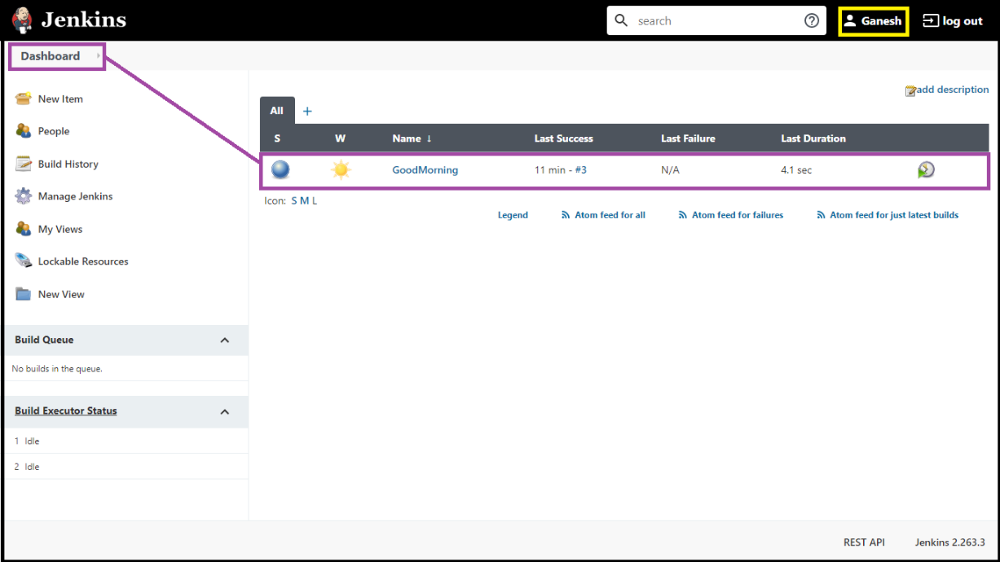 Jenkins
search
Ganesh
log out
Dashboard
New Item
People
Build History
Manage Jenkins
My Views
Lockable Resources
New View
Build Queue
No builds in the queue.
Build Executor Status
1 Idle
2 Idle
add description
All +
S W Name ↓ Last Success Last Failure Last Duration
GoodMorning 11 min - #3 N/A 4.1 sec
Icon: S M L
Legend Atom feed for all Atom feed for failures Atom feed for just latest builds
REST API Jenkins 2.263.3